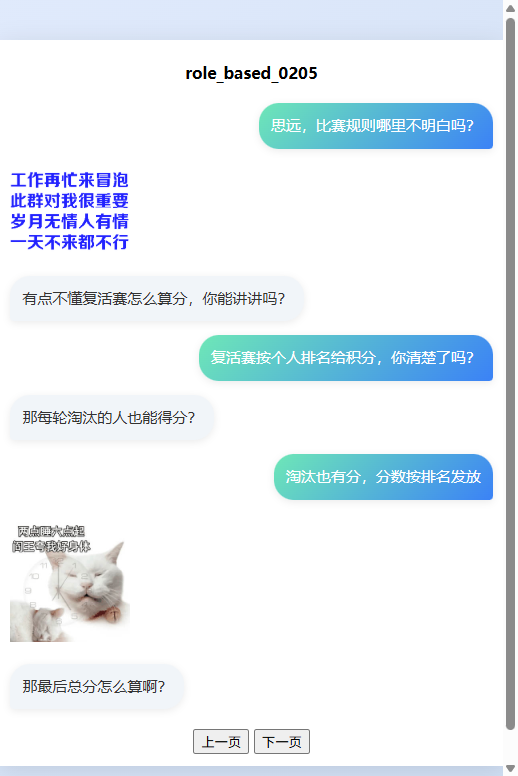 role_based_0205
思远，比赛规则哪里不明白吗？
工作再忙来冒泡
此群对我很重要
岁月无情人有情
一天不来都不行
有点不懂复活赛怎么算分，你能讲讲吗？
复活赛按个人排名给积分，你清楚了吗？
那每轮淘汰的人也能得分？
淘汰也有分，分数按排名发放
两点睡六点起
阎王夸我好身体
那最后总分怎么算啊？
上一页 下一页